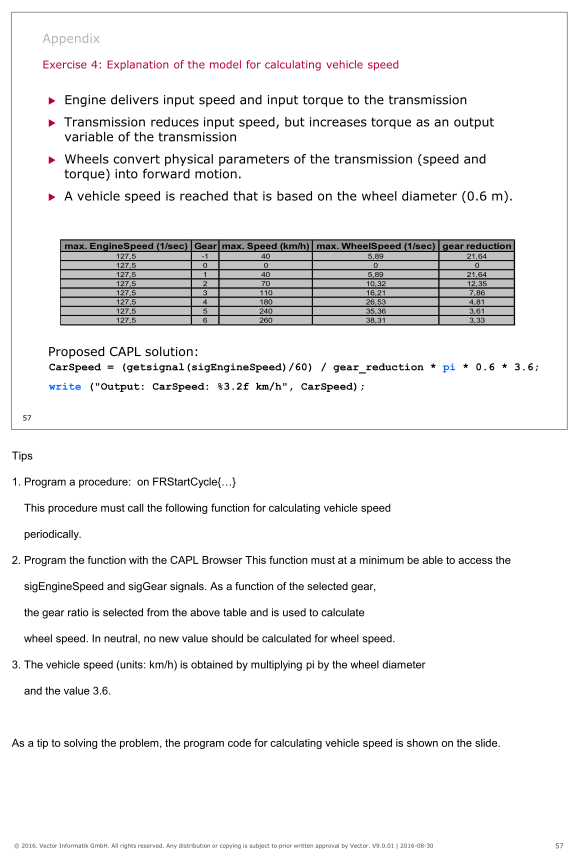 Appendix
Exercise 4: Explanation of the model for calculating vehicle speed
Engine delivers input speed and input torque to the transmission
Transmission reduces input speed, but increases torque as an output
variable of the transmission
Wheels convert physical parameters of the transmission (speed and
torque) into forward motion.
A vehicle speed is reached that is based on the wheel diameter (0.6 m).
max. EngineSpeed (1/sec) Gear max. Speed (km/h) max. WheelSpeed (1/sec) gear reduction
127,5 -1 40 5,89 21,64
127,5 0 0 0 0
127,5 1 40 5,89 21,64
127,5 2 70 10,32 12,35
127,5 3 110 16,21 7,86
127,5 4 180 26,53 4,81
127,5 5 240 35,36 3,61
127,5 6 260 38,31 3,33
Proposed CAPL solution:
CarSpeed = (getsignal(sigEngineSpeed)/60) / gear_reduction * pi * 0.6 * 3.6;
write ("Output: CarSpeed: %3.2f km/h", CarSpeed);
57
Tips
1. Program a procedure:  on FRStartCycle{…}
This procedure must call the following function for calculating vehicle speed
periodically.
2. Program the function with the CAPL Browser This function must at a minimum be able to access the
sigEngineSpeed and sigGear signals. As a function of the selected gear,
the gear ratio is selected from the above table and is used to calculate
wheel speed. In neutral, no new value should be calculated for wheel speed.
3. The vehicle speed (units: km/h) is obtained by multiplying pi by the wheel diameter
and the value 3.6.
As a tip to solving the problem, the program code for calculating vehicle speed is shown on the slide.
© 2016. Vector Informatik GmbH. All rights reserved. Any distribution or copying is subject to prior written approval by Vector. V9.0.01 | 2016-08-30 57